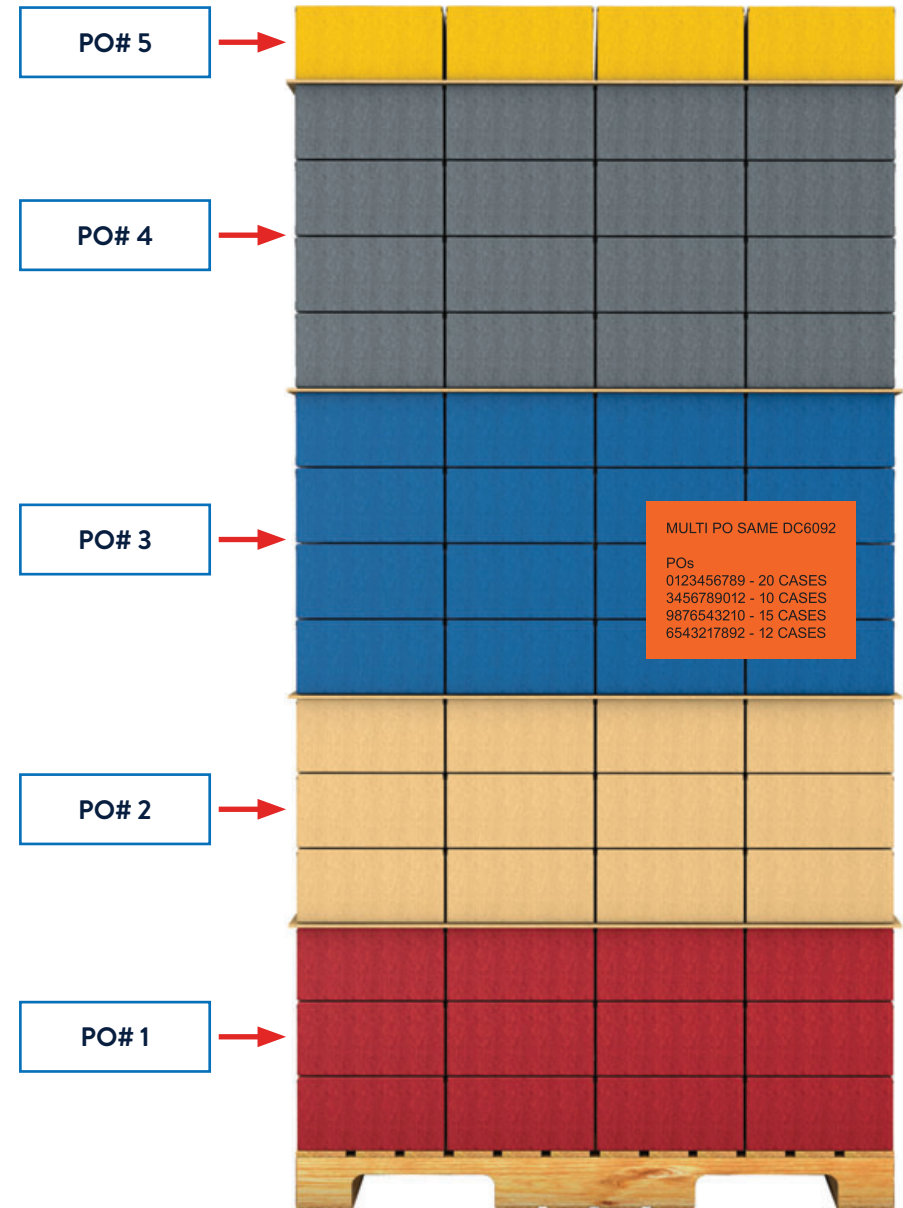 PO# 5
PO# 4
PO# 3
MULTI PO SAME DC6092
POs
0123456789 - 20 CASES
3456789012 - 10 CASES
9876543210 - 15 CASES
6543217892 - 12 CASES
PO# 2
PO# 1